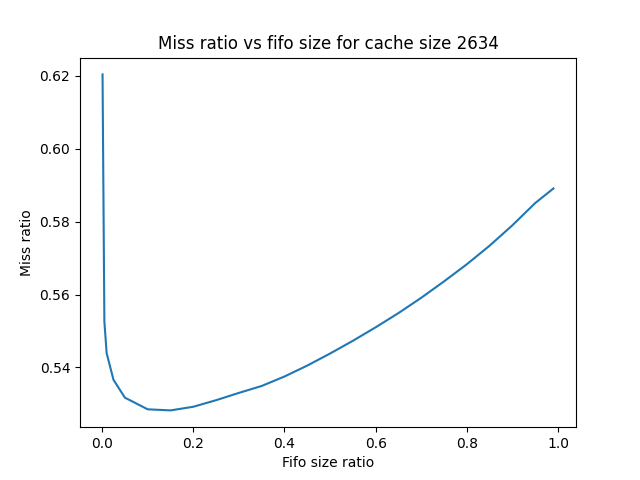 Miss ratio vs fifo size for cache size 2634
0.62
0.60
0.58
0.56
0.54
Miss ratio
0.0 0.2 0.4 0.6 0.8 1.0
Fifo size ratio